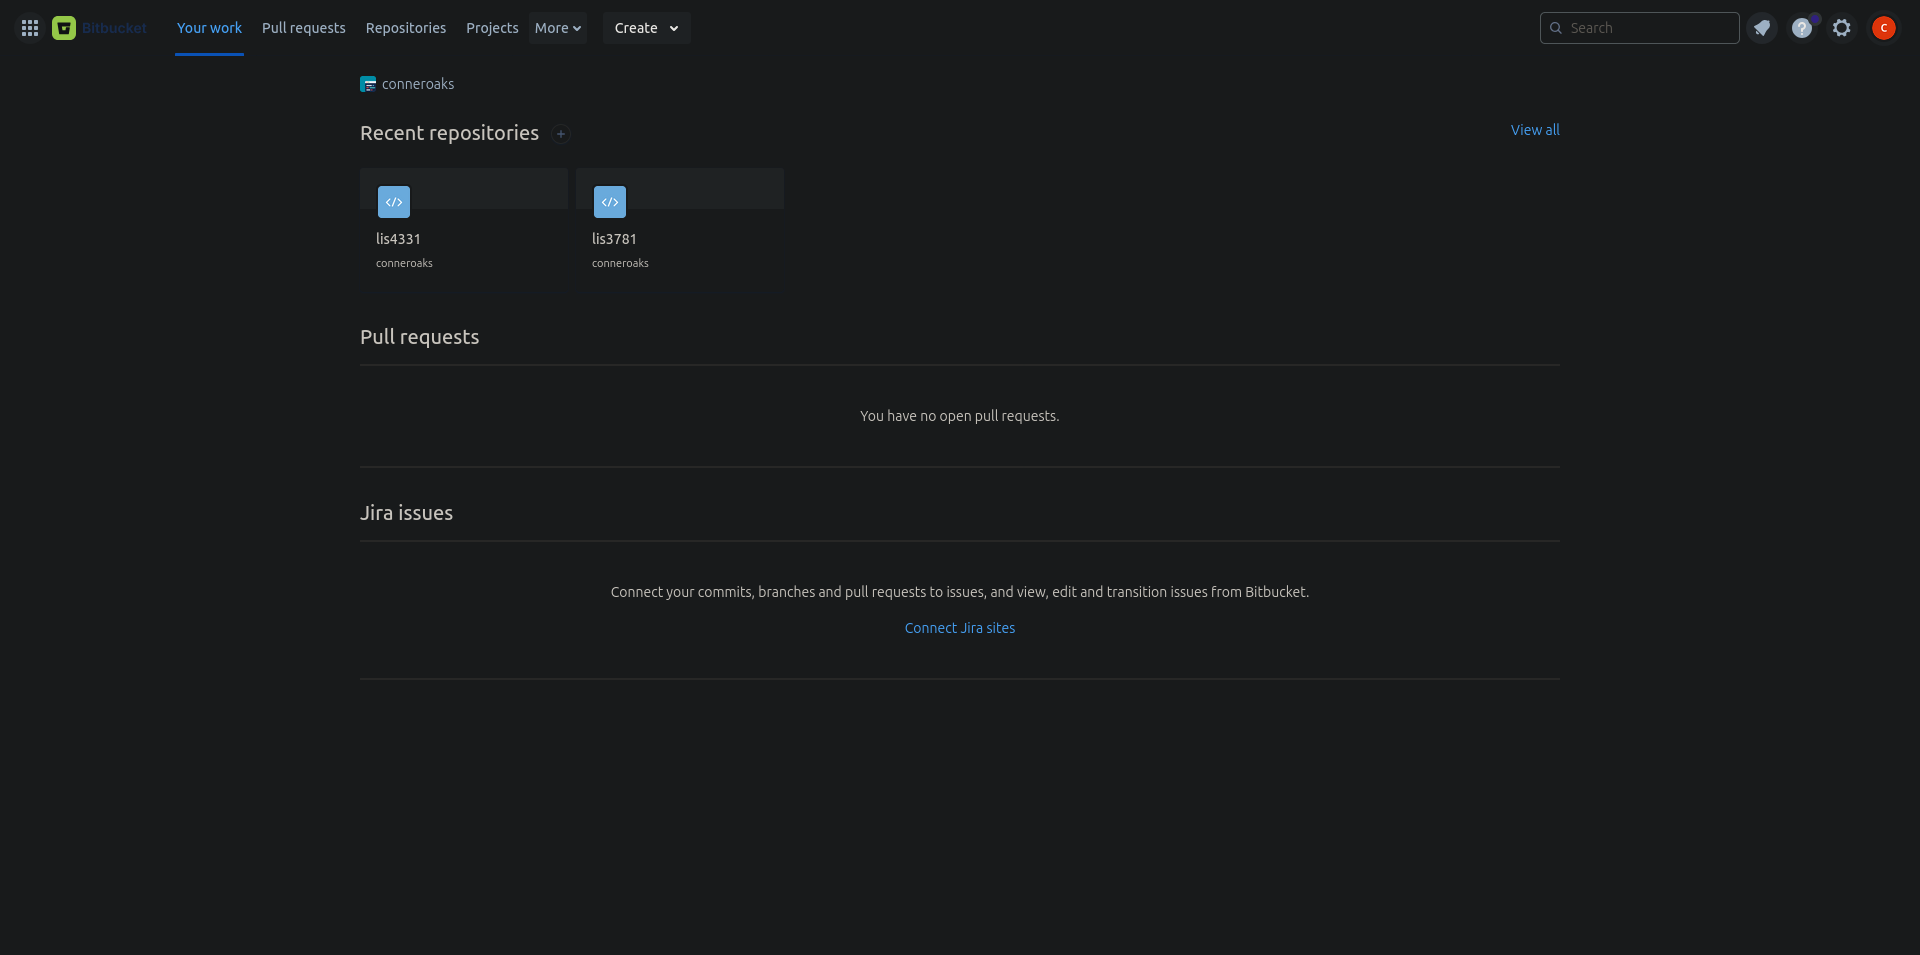 Bitbucket Your work Pull requests Repositories Projects More Create Search C
conneroaks
Recent repositories + View all
</> </>
lis4331 lis3781
conneroaks conneroaks
Pull requests
You have no open pull requests.
Jira issues
Connect your commits, branches and pull requests to issues, and view, edit and transition issues from Bitbucket.
Connect Jira sites